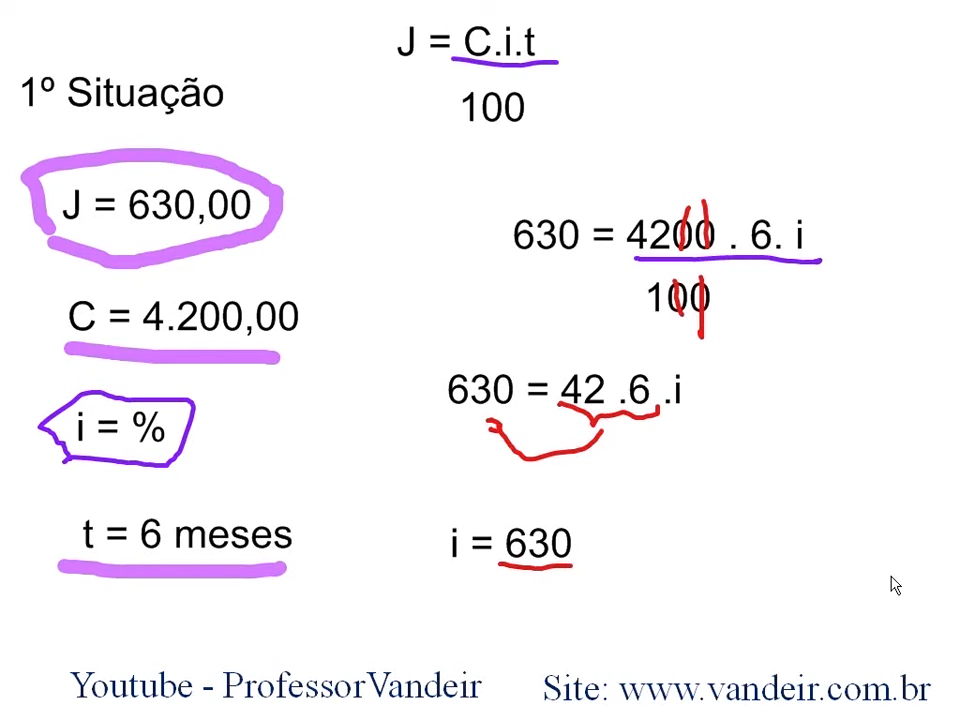 J = C.i.t
100
1º Situação
J = 630,00
C = 4.200,00
i = %
t = 6 meses
630 = 4200 . 6. i
100
630 = 42 .6 .i
i = 630
Youtube - ProfessorVandeir
Site: www.vandeir.com.br